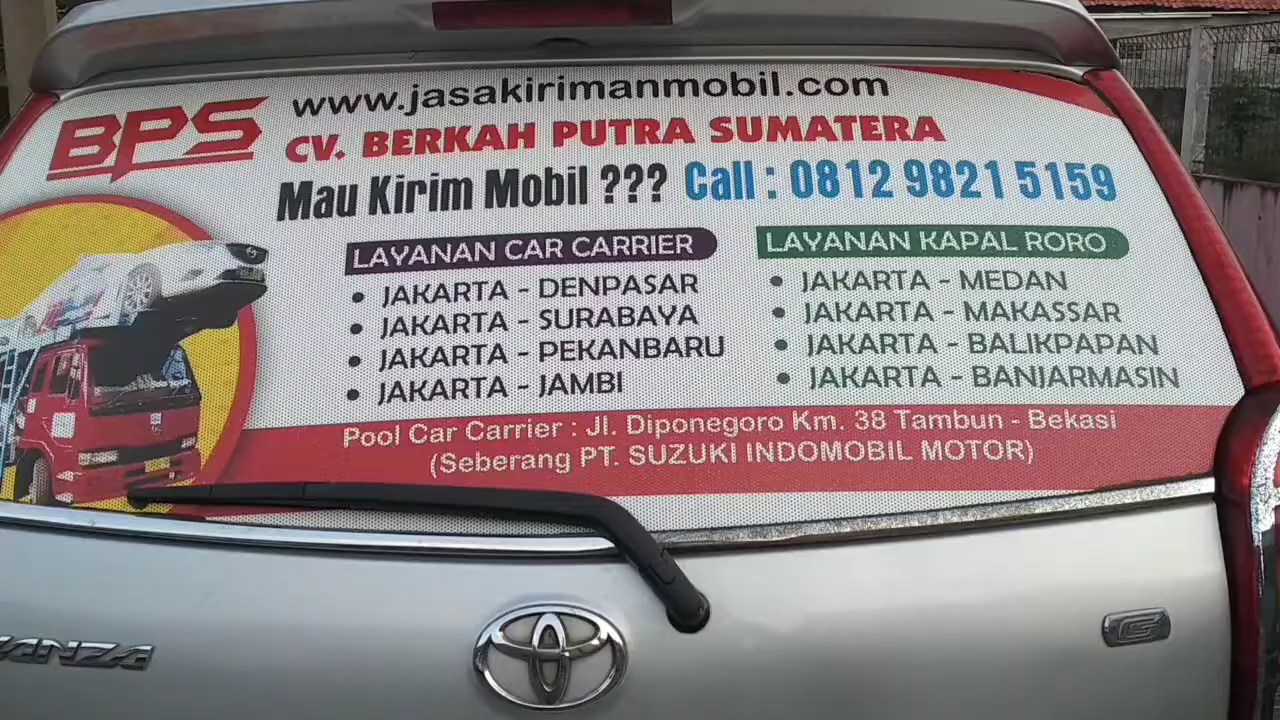 BPS
www.jasakirimanmobil.com
CV. BERKAH PUTRA SUMATERA
Mau Kirim Mobil ??? Call : 0812 9821 5159
LAYANAN CAR CARRIER
• JAKARTA - DENPASAR
• JAKARTA - SURABAYA
• JAKARTA - PEKANBARU
• JAKARTA - JAMBI
LAYANAN KAPAL RORO
• JAKARTA - MEDAN
• JAKARTA - MAKASSAR
• JAKARTA - BALIKPAPAN
• JAKARTA - BANJARMASIN
Pool Car Carrier : Jl. Diponegoro Km. 38 Tambun - Bekasi
(Seberang PT. SUZUKI INDOMOBIL MOTOR)
ANZA
G